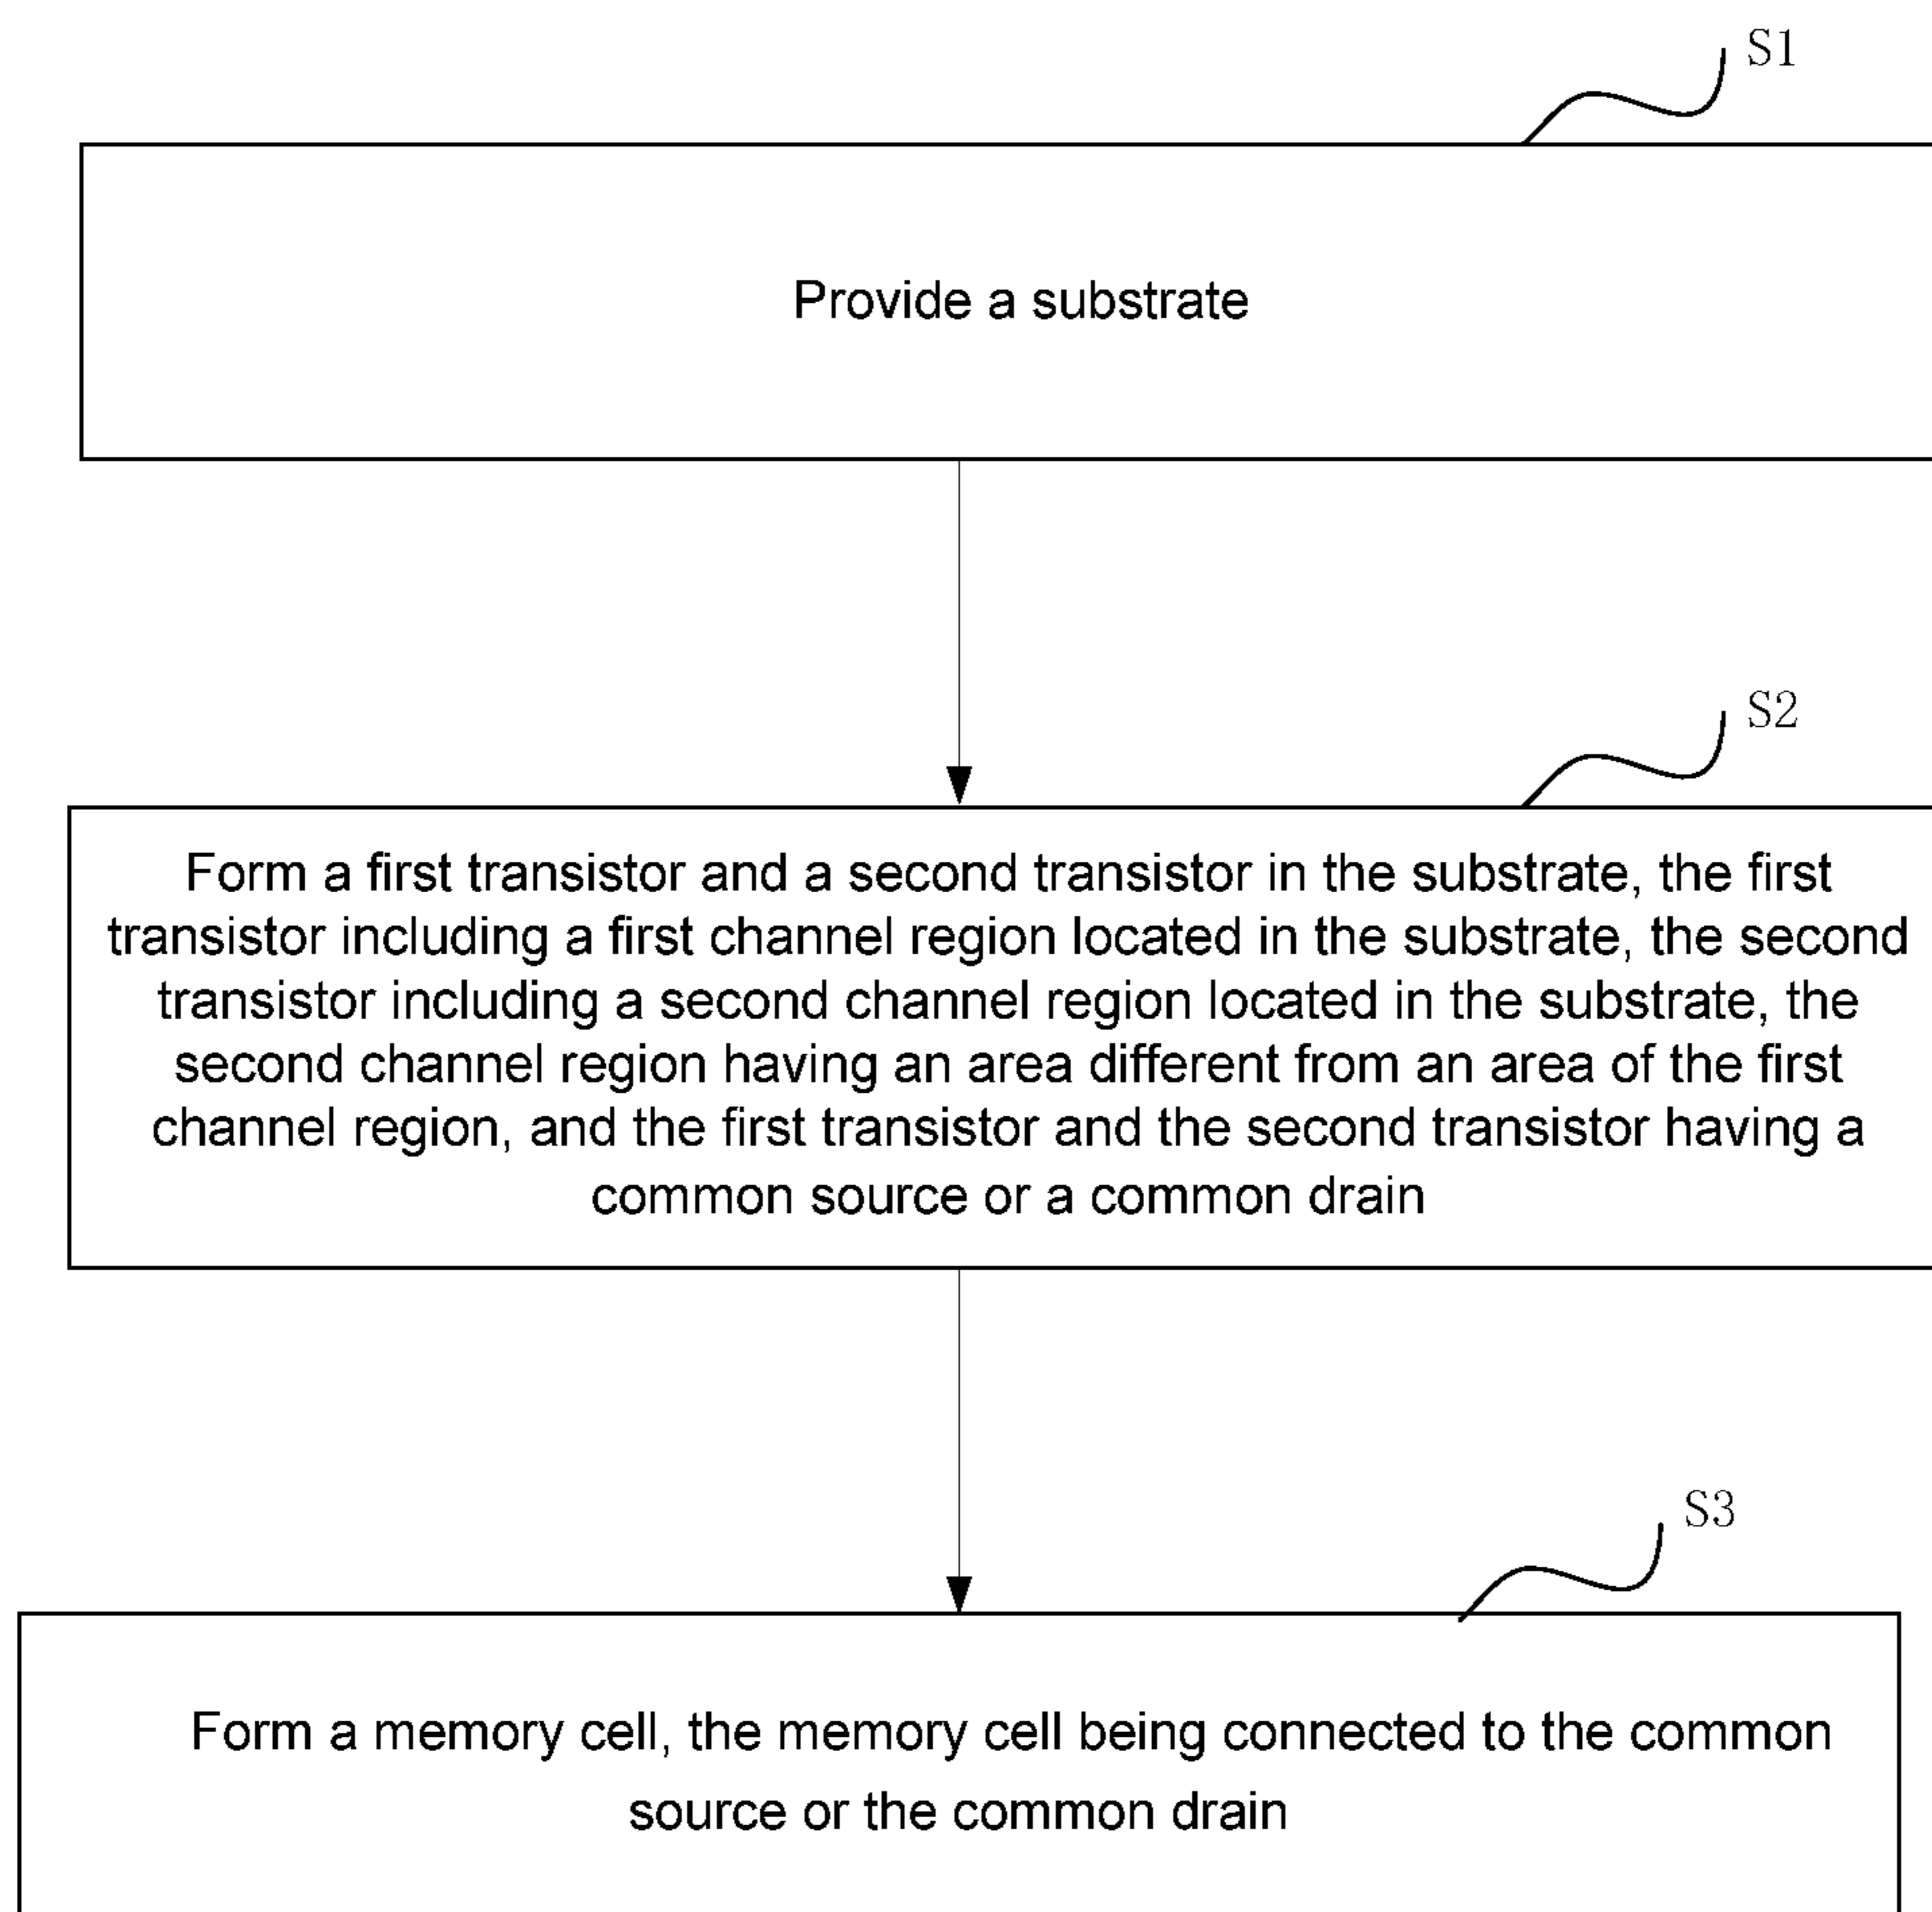 S1
Provide a substrate
S2
Form a first transistor and a second transistor in the substrate, the first
transistor including a first channel region located in the substrate, the second
transistor including a second channel region located in the substrate, the
second channel region having an area different from an area of the first
channel region, and the first transistor and the second transistor having a
common source or a common drain
S3
Form a memory cell, the memory cell being connected to the common
source or the common drain